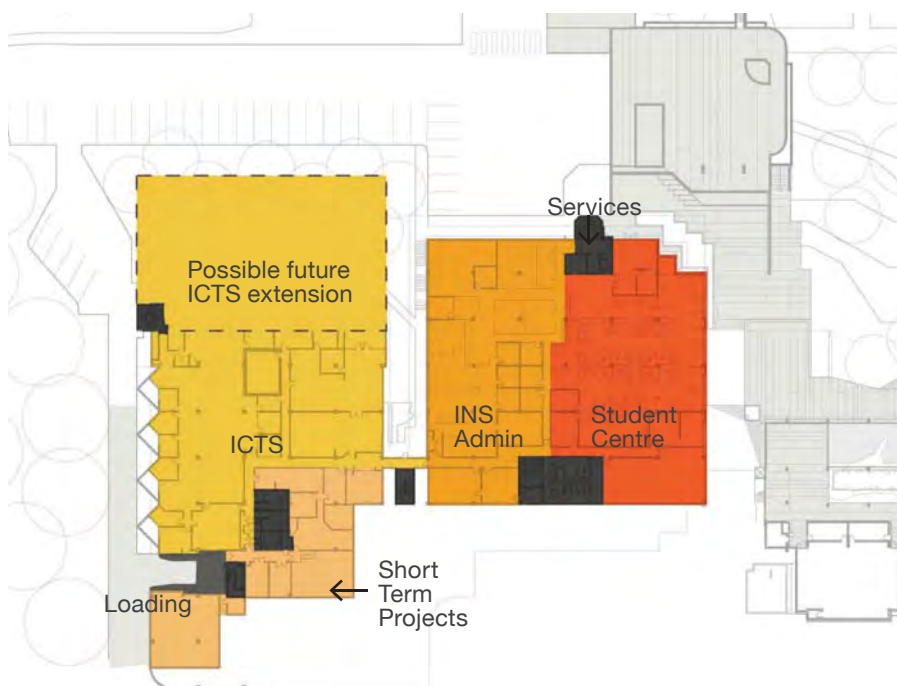 Services
Possible future
ICTS extension
INS
Admin
Student
Centre
ICTS
Short
Term
Projects
Loading